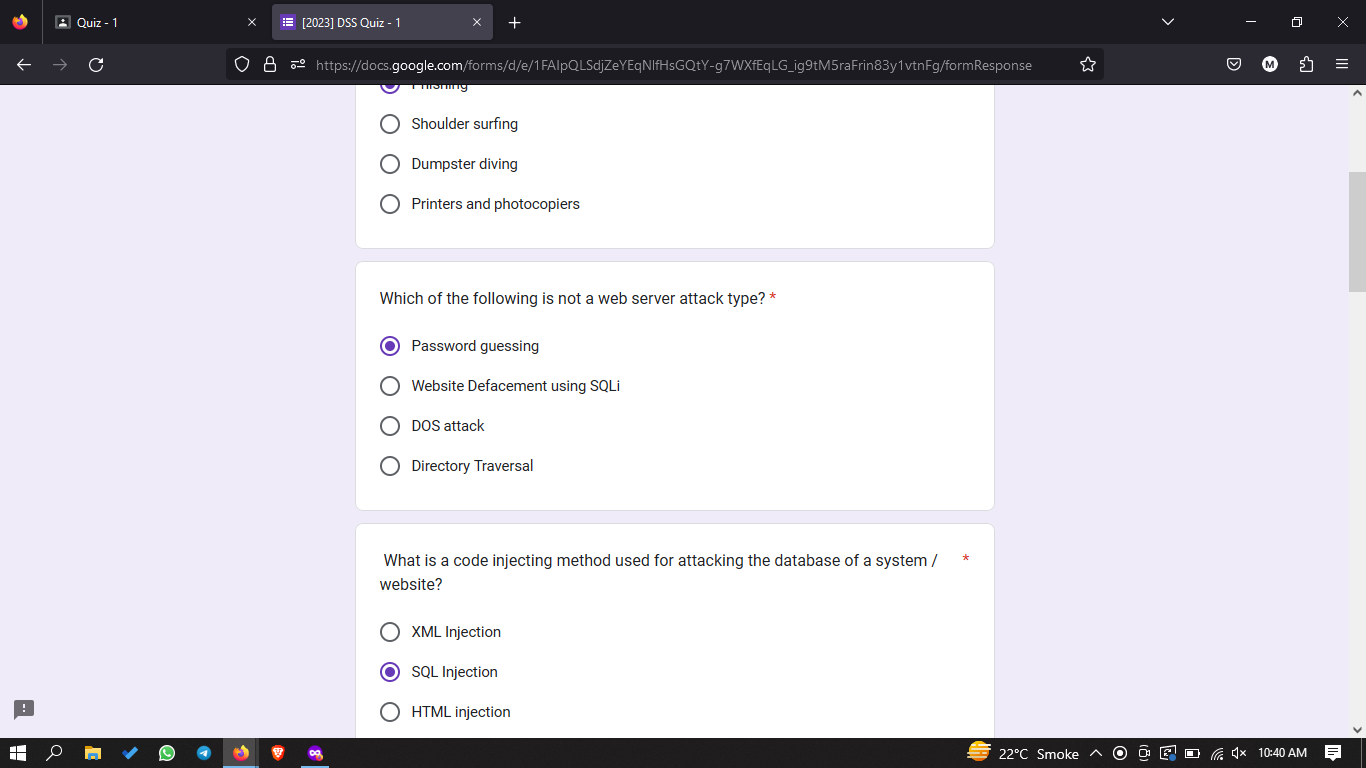 Quiz - 1
[2023] DSS Quiz - 1
https://docs.google.com/forms/d/e/1FAIpQLSdjZeYEqNlfHsGQtY-g7WXfEqLG_ig9tM5raFrin83y1vtnFg/formResponse
M
Phishing
Shoulder surfing
Dumpster diving
Printers and photocopiers
Which of the following is not a web server attack type? *
Password guessing
Website Defacement using SQLi
DOS attack
Directory Traversal
What is a code injecting method used for attacking the database of a system / *
website?
XML Injection
SQL Injection
HTML injection
22°C Smoke 10:40 AM